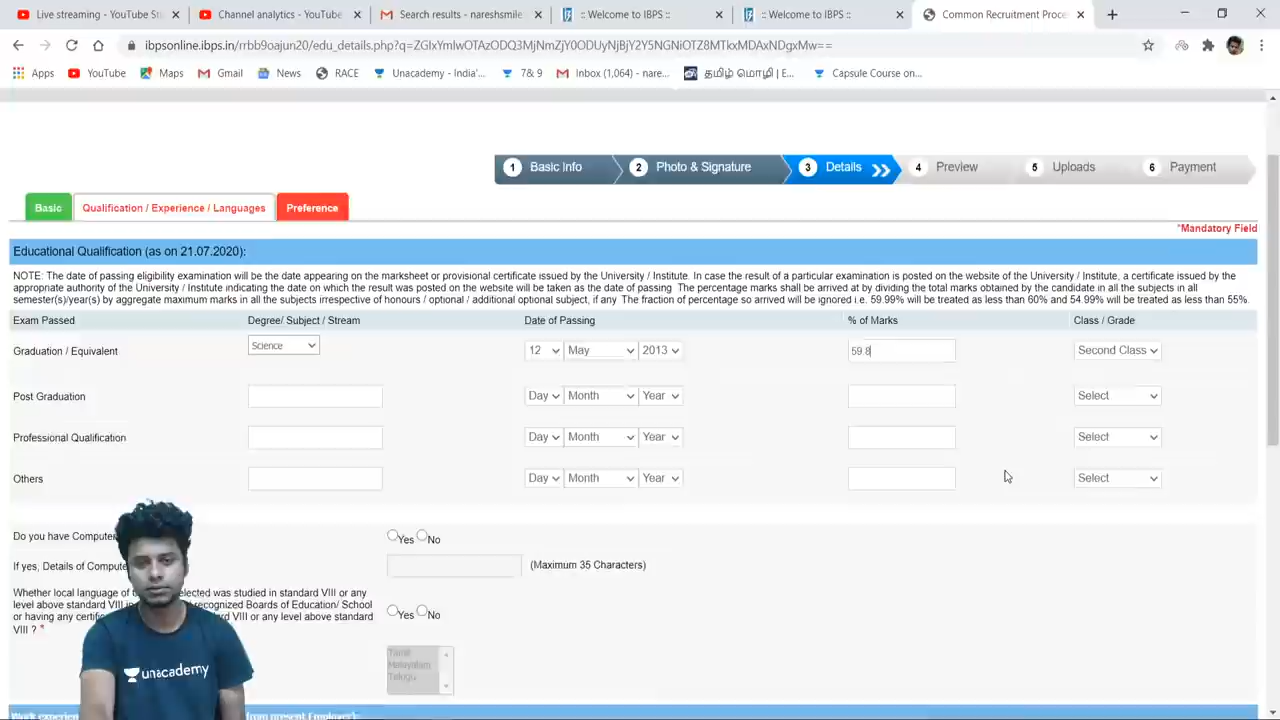 Live streaming - YouTube St
Channel analytics - YouTube
Search results - nareshsmile
:: Welcome to IBPS ::
:: Welcome to IBPS ::
Common Recruitment Proce
ibpsonline.ibps.in/rrbb9oajun20/edu_details.php?q=
Apps
YouTube
Maps
Gmail
News
RACE
Unacademy - India'...
7& 9
Inbox (1,064) - nare...
தமிழ் மொழி | E...
Capsule Course on...
1 Basic Info
2 Photo & Signature
3 Details
4 Preview
5 Uploads
6 Payment
Basic
Qualification / Experience / Languages
Preference
*Mandatory Field
Educational Qualification (as on 21.07.2020):
NOTE: The date of passing eligibility examination will be the date appearing on the marksheet or provisional certificate issued by the University / Institute. In case the result of a particular examination is posted on the website of the University / Institute, a certificate issued by the
appropriate authority of the University / Institute indicating the date on which the result was posted on the website will be taken as the date of passing The percentage marks shall be arrived at by dividing the total marks obtained by the candidate in all the subjects in all
semester(s)/year(s) by aggregate maximum marks in all the subjects irrespective of honours / optional / additional optional subject, if any The fraction of percentage so arrived will be ignored i.e. 59.99% will be treated as less than 60% and 54.99% will be treated as less than 55%.
Exam Passed Degree/ Subject / Stream Date of Passing % of Marks Class / Grade
Graduation / Equivalent Science 12 May 2013 59.8 Second Class
Post Graduation Day Month Year Select
Professional Qualification Day Month Year Select
Others Day Month Year Select
Do you have Computer Yes No
If yes, Details of Compute (Maximum 35 Characters)
Whether local language of elected was studied in standard VIII or any
level above standard VIII in recognized Boards of Education/ School
or having any certifi dard VIII or any level above standard
VIII ? * Yes No
Tamil
Malayalam
Telugu
unacademy
Work experien from present Employer):